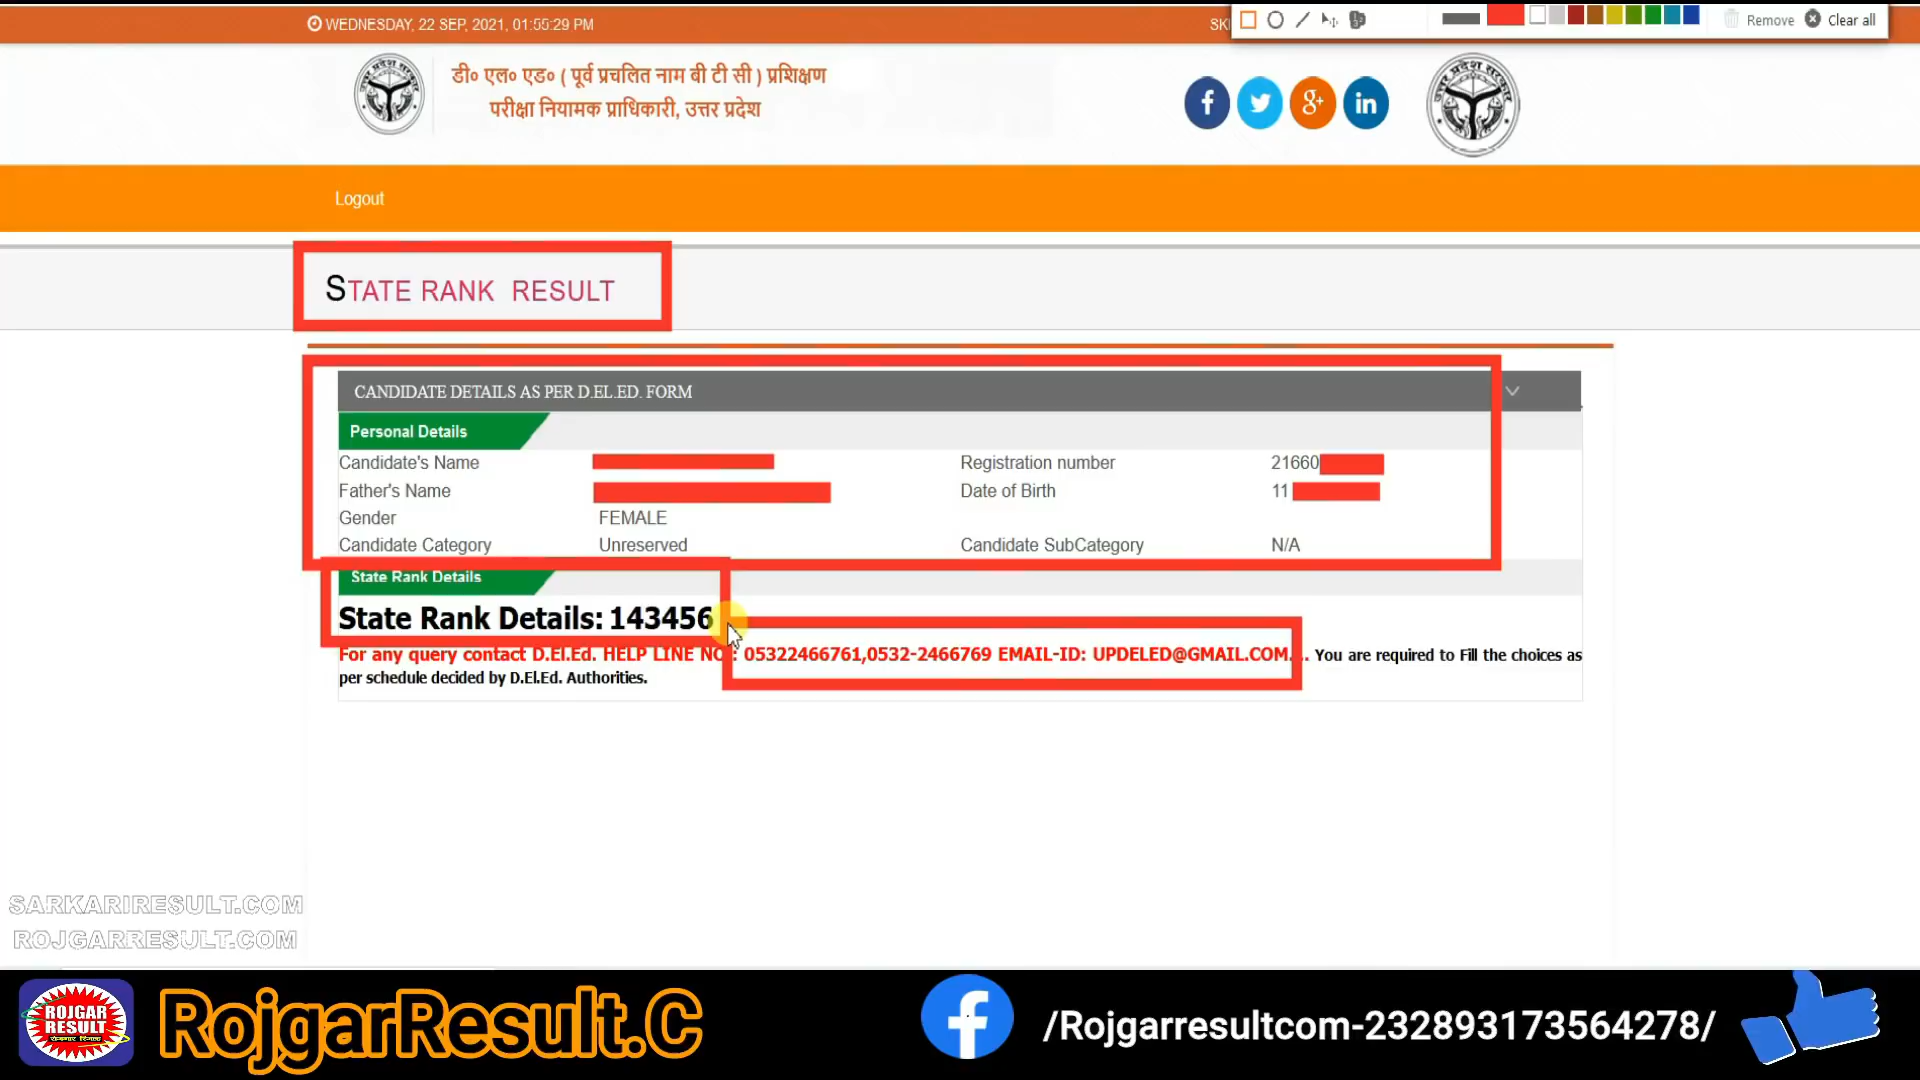 WEDNESDAY, 22 SEP, 2021, 01:55:29 PM
Remove
Clear all
डी० एल० एड० ( पूर्व प्रचलित नाम बी टी सी ) प्रशिक्षण
परीक्षा नियामक प्राधिकारी, उत्तर प्रदेश
Logout
STATE RANK RESULT
CANDIDATE DETAILS AS PER D.EL.ED. FORM
Personal Details
Candidate's Name
Registration number 21660
Father's Name
Date of Birth 11
Gender FEMALE
Candidate Category Unreserved
Candidate SubCategory N/A
State Rank Details
State Rank Details: 143456
For any query contact D.El.Ed. HELP LINE NO : 05322466761,0532-2466769 EMAIL-ID: UPDELED@GMAIL.COM... You are required to Fill the choices as
per schedule decided by D.El.Ed. Authorities.
SARKARIRESULT.COM
ROJGARRESULT.COM
ROJGAR
RESULT
रोजगार रिजल्ट
RojgarResult.C
/Rojgarresultcom-232893173564278/